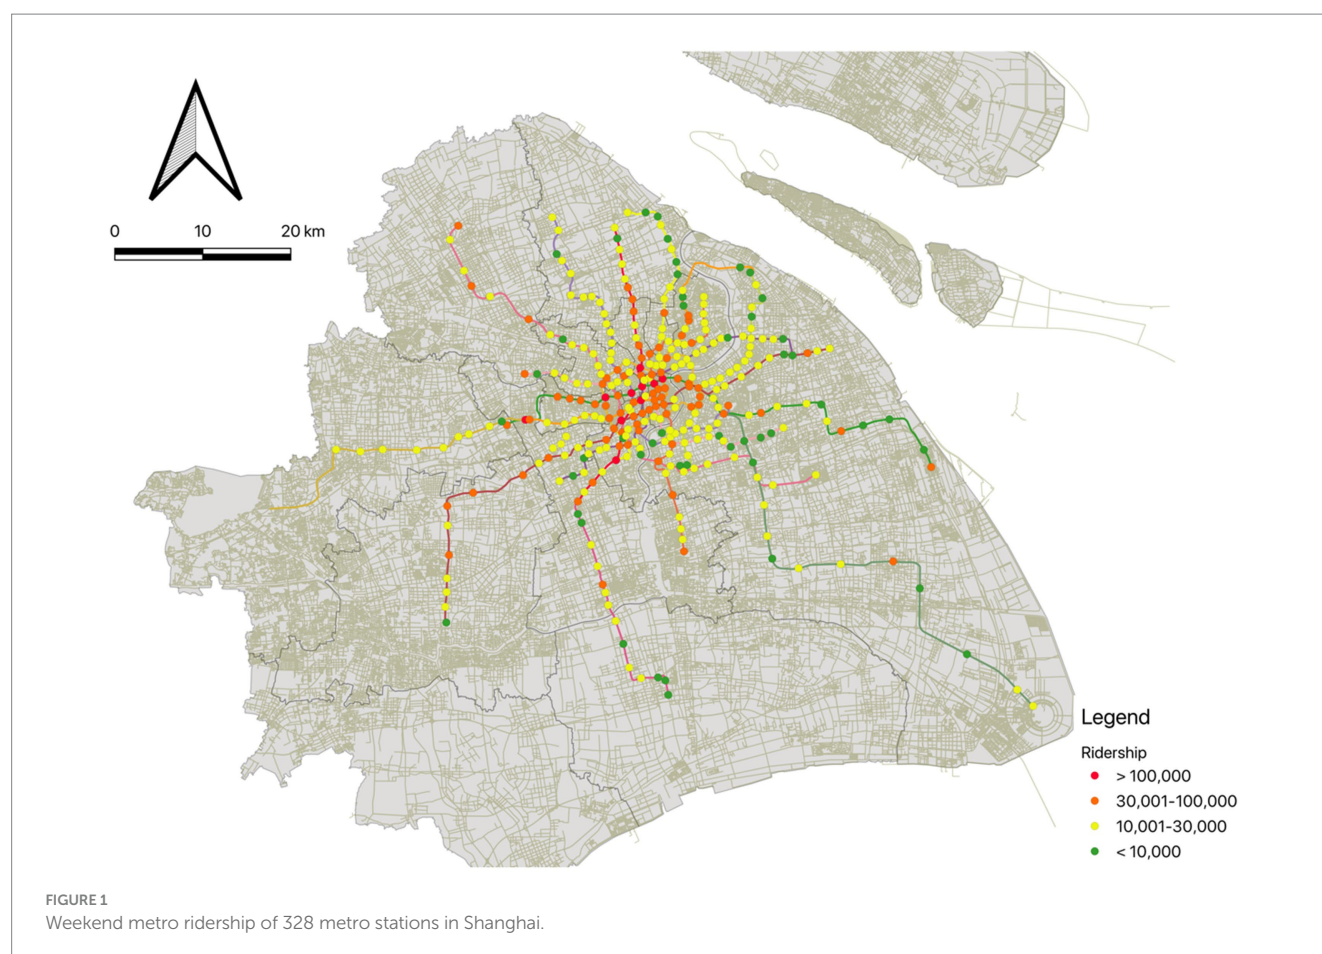 0 10 20 km
Legend
Ridership
> 100,000
30,001-100,000
10,001-30,000
< 10,000
FIGURE 1
Weekend metro ridership of 328 metro stations in Shanghai.